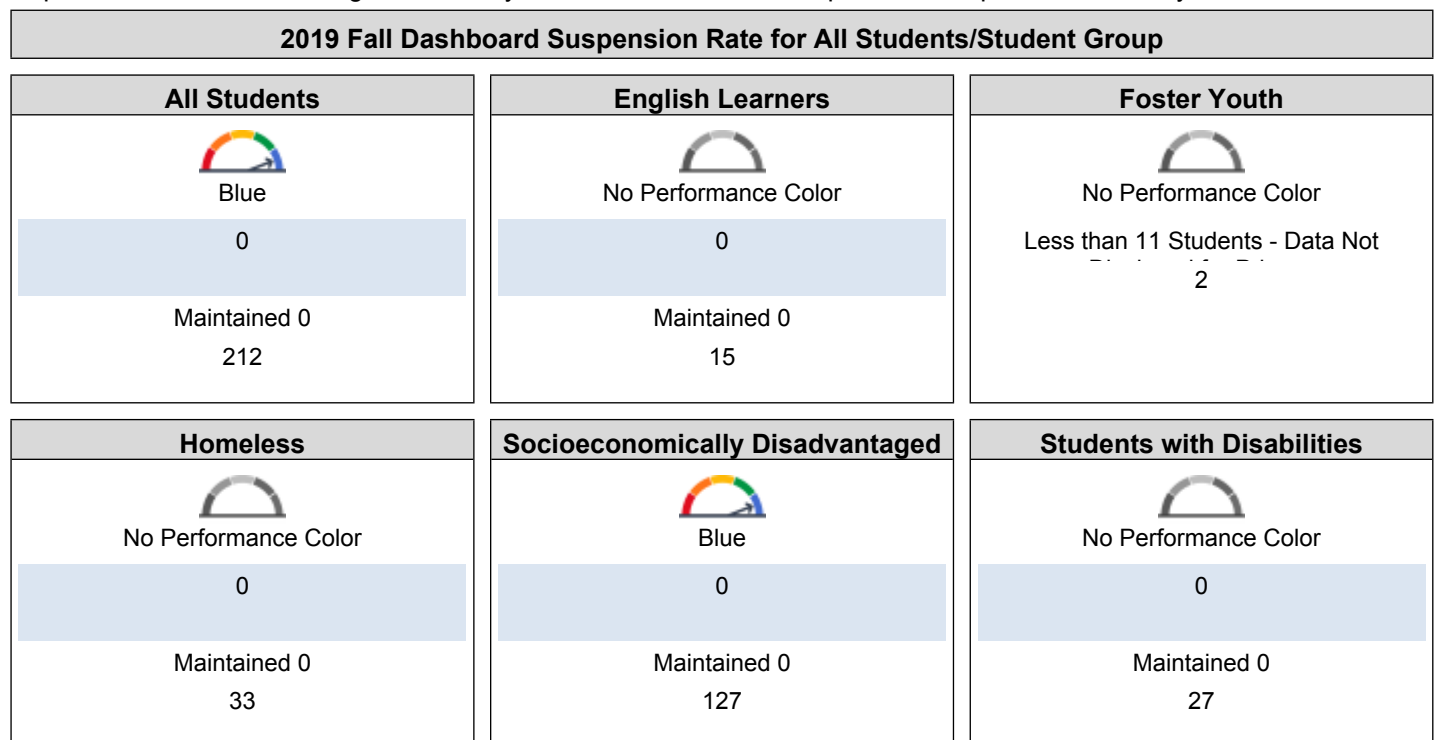 2019 Fall Dashboard Suspension Rate for All Students/Student Group
All Students
Blue
0
Maintained 0
212
English Learners
No Performance Color
0
Maintained 0
15
Foster Youth
No Performance Color
Less than 11 Students - Data Not
2
Homeless
No Performance Color
0
Maintained 0
33
Socioeconomically Disadvantaged
Blue
0
Maintained 0
127
Students with Disabilities
No Performance Color
0
Maintained 0
27